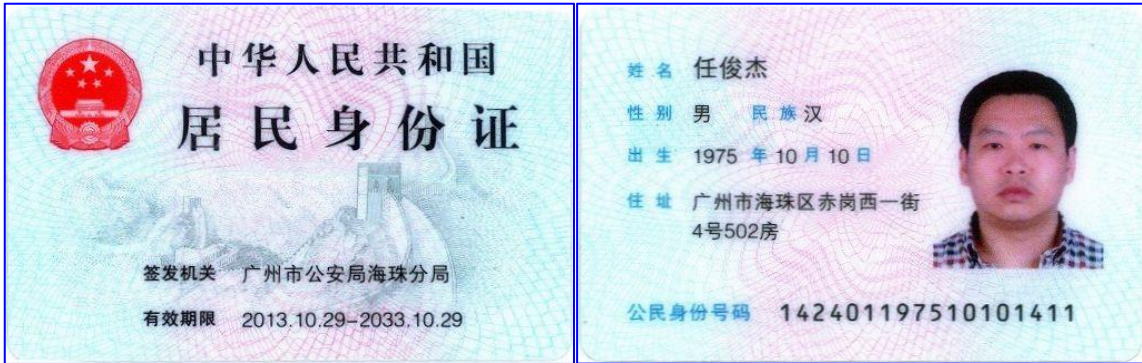 中华人民共和国
居民身份证
签发机关 广州市公安局海珠分局
有效期限 2013.10.29-2033.10.29
姓名 任俊杰
性别 男 民族 汉
出生 1975 年 10 月 10 日
住址 广州市海珠区赤岗西一街
4号502房
公民身份号码 142401197510101411